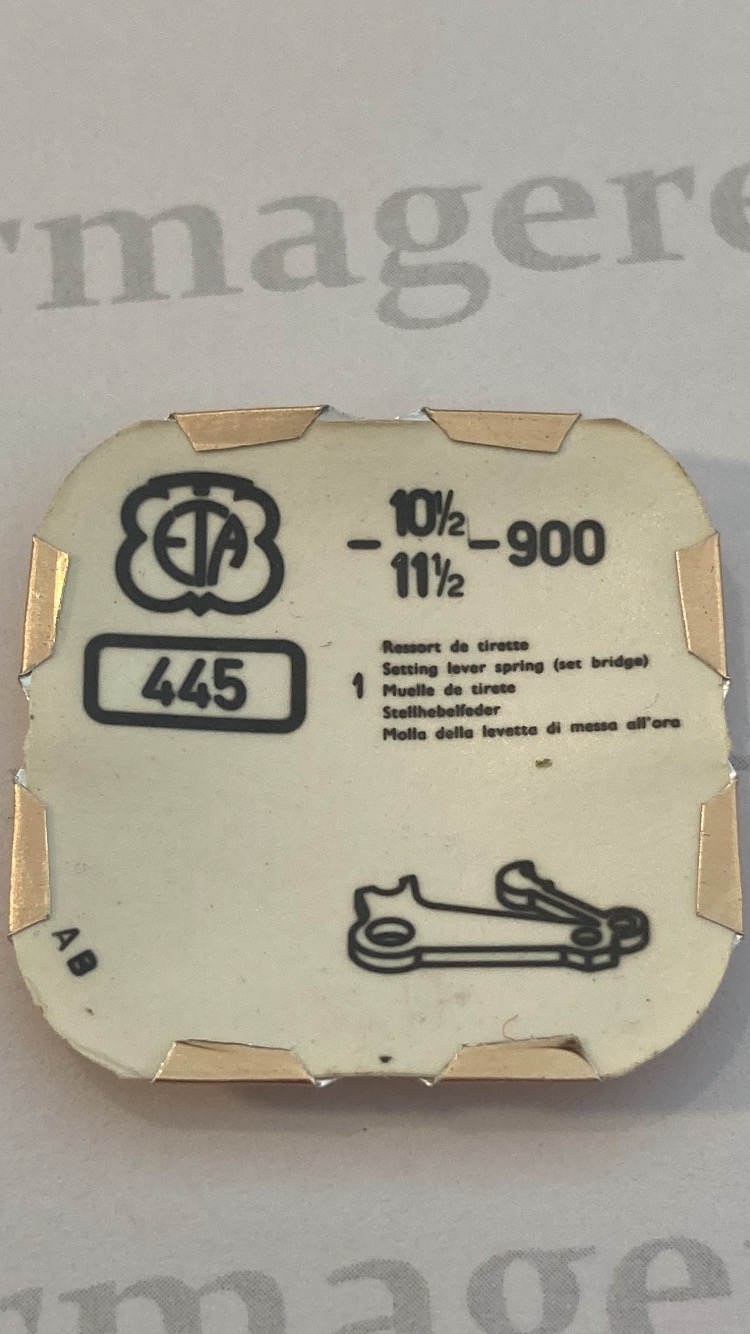 rmagere
ETA
- 10½ - 900
11½
445
1
Ressort de tirette
Setting lever spring (set bridge)
Muelle de tirete
Stellhebelfeder
Molla della levetta di messa all'ora
AB
rmagere